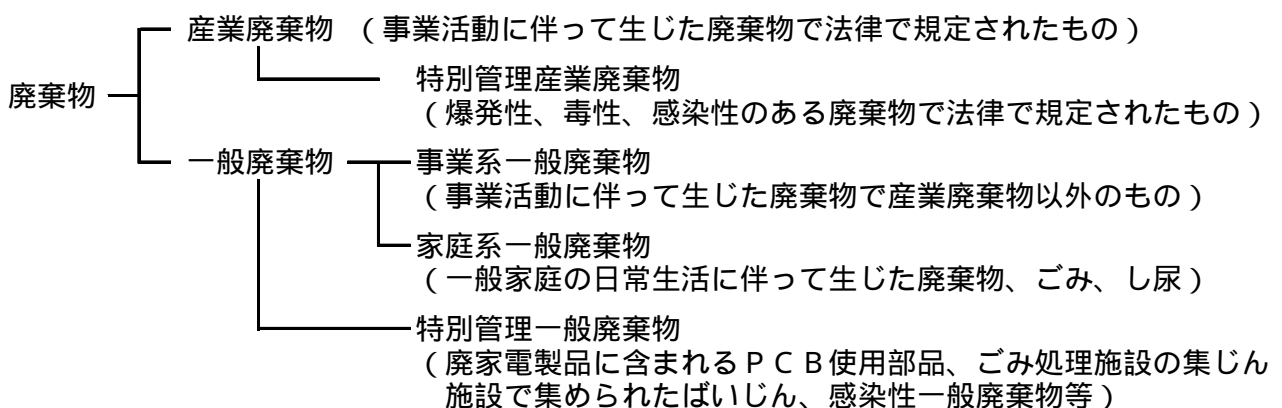 産業廃棄物 (事業活動に伴って生じた廃棄物で法律で規定されたもの)
特別管理産業廃棄物
廃棄物
(爆発性、毒性、感染性のある廃棄物で法律で規定されたもの)
一般廃棄物 事業系一般廃棄物
(事業活動に伴って生じた廃棄物で産業廃棄物以外のもの)
家庭系一般廃棄物
(一般家庭の日常生活に伴って生じた廃棄物、ごみ、し尿)
特別管理一般廃棄物
(廃家電製品に含まれるPCB使用部品、ごみ処理施設の集じん
施設で集められたばいじん、感染性一般廃棄物等)